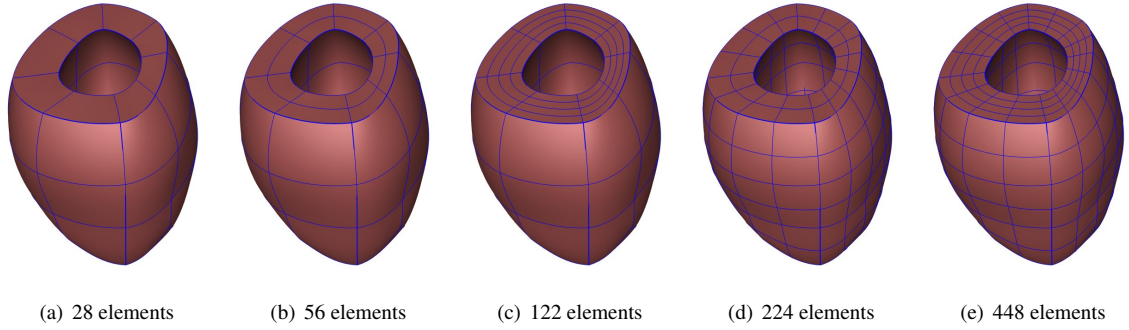 (a) 28 elements
(b) 56 elements
(c) 122 elements
(d) 224 elements
(e) 448 elements